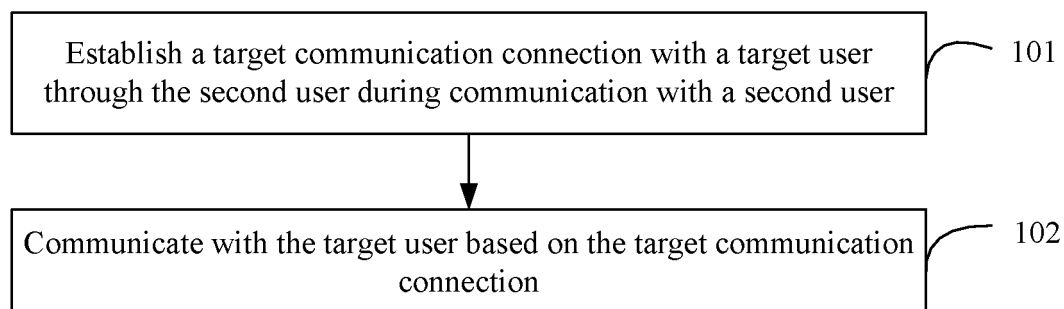 Establish a target communication connection with a target user
through the second user during communication with a second user
101
Communicate with the target user based on the target communication
connection
102